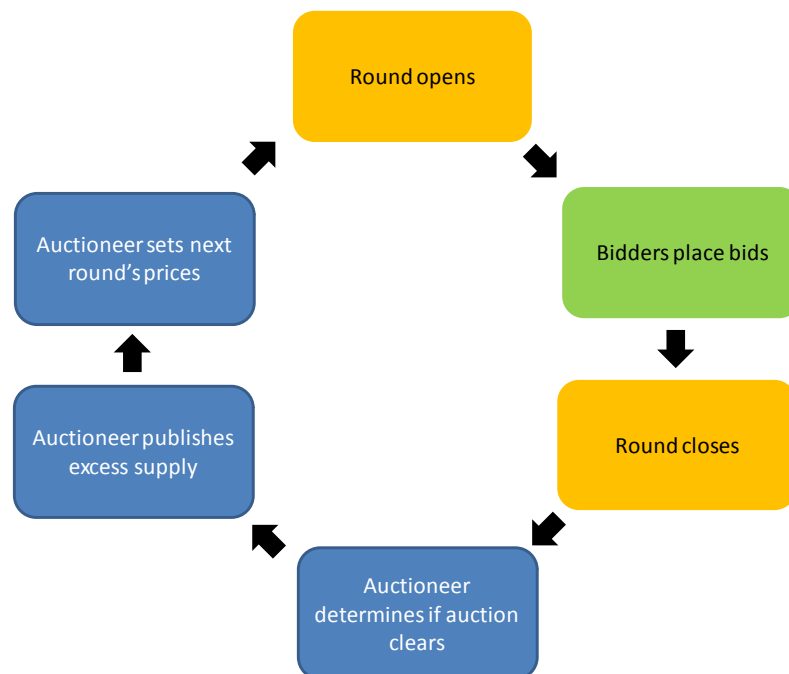 Round opens
Bidders place bids
Round closes
Auctioneer
determines if auction
clears
Auctioneer publishes
excess supply
Auctioneer sets next
round's prices